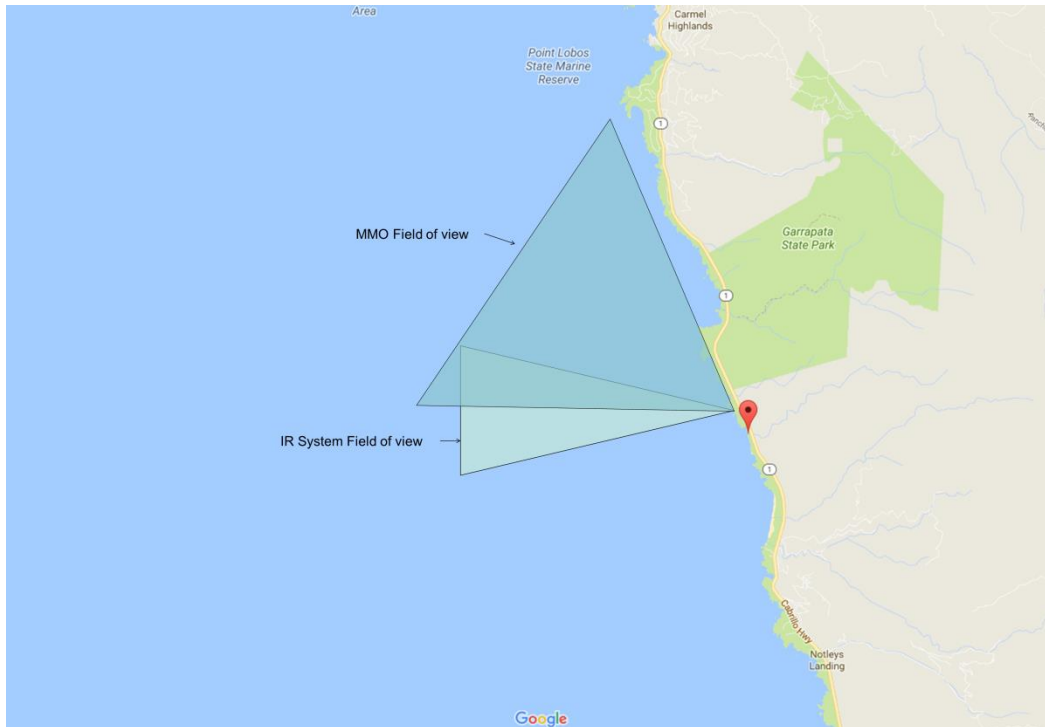 Area
Carmel
Highlands
Point Lobos
State Marine
Reserve
1
MMO Field of view
Garrapata
State Park
1
IR System Field of view
1
Cabrillo Hwy
Notleys
Landing
Google